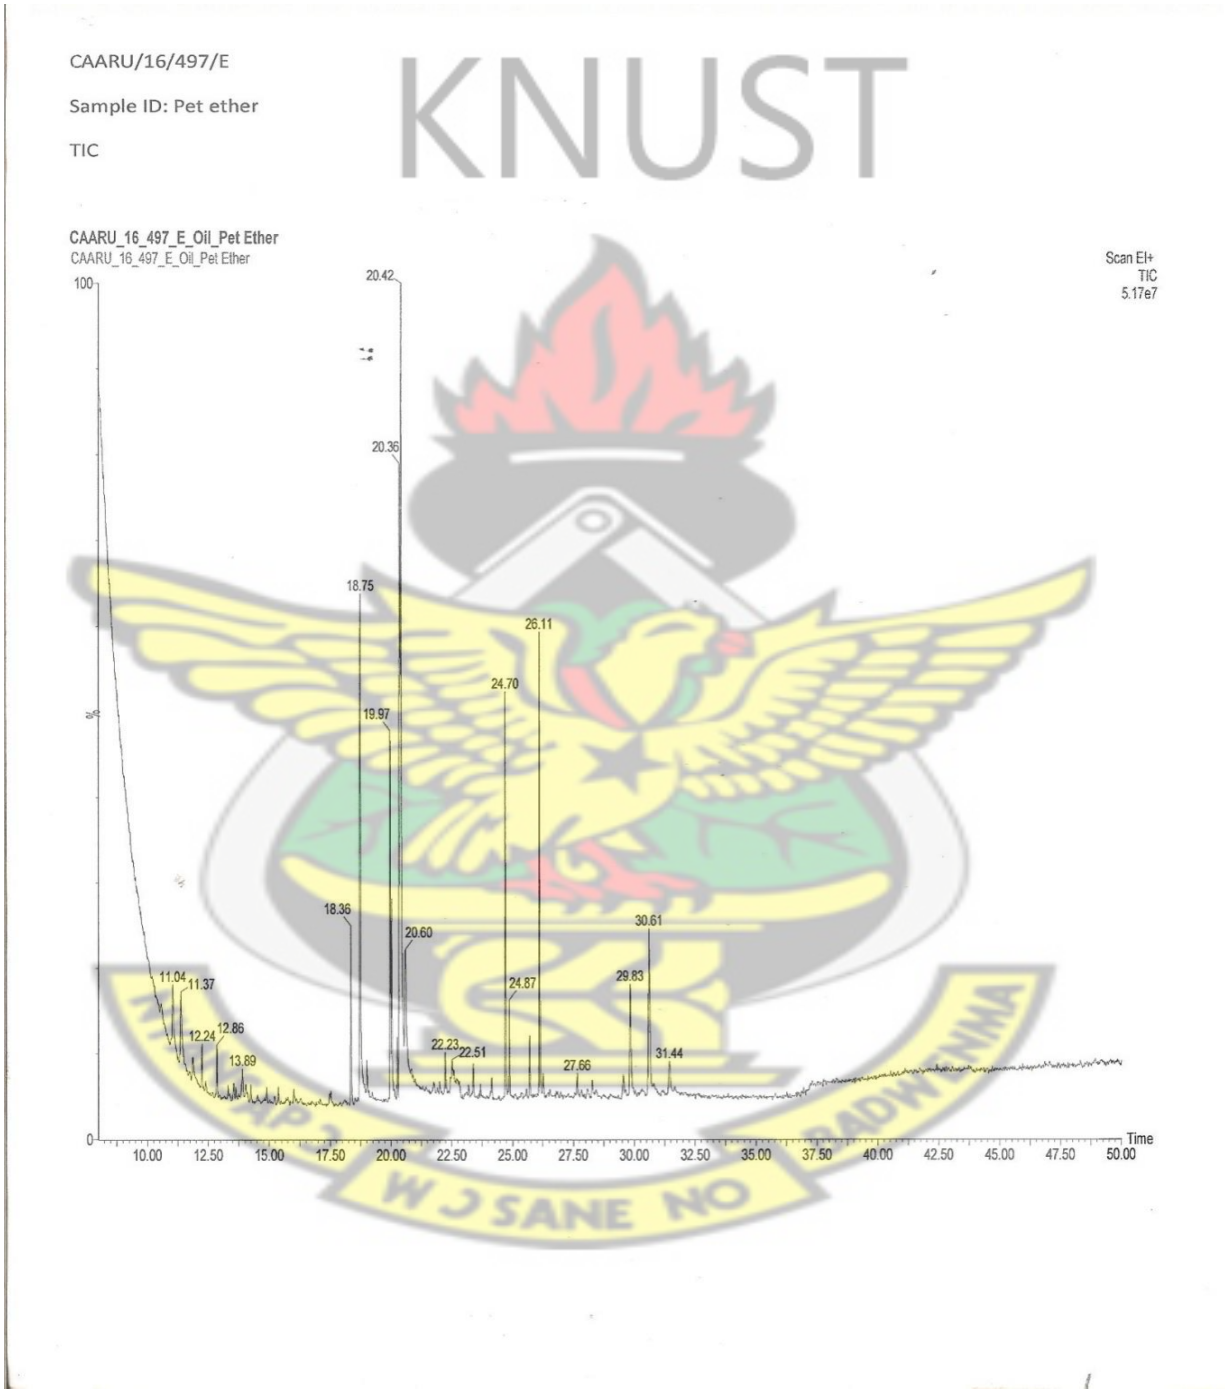 CAARU/16/497/E
KNUST
Sample ID: Pet ether
TIC
CAARU_16_497_E_Oil_Pet Ether
CAARU_16_497_E_Oil_Pet Ether
Scan EI+
TIC
5.17e7
100
%
0
20.42
20.36
18.75
26.11
24.70
19.97
18.36
20.60
30.61
24.87
29.83
11.04
11.37
12.24
12.86
13.89
22.23
22.51
27.66
31.44
10.00 12.50 15.00 17.50 20.00 22.50 25.00 27.50 30.00 32.50 35.00 37.50 40.00 42.50 45.00 47.50 50.00
Time
W Ɔ SANE NO
BADWENMA